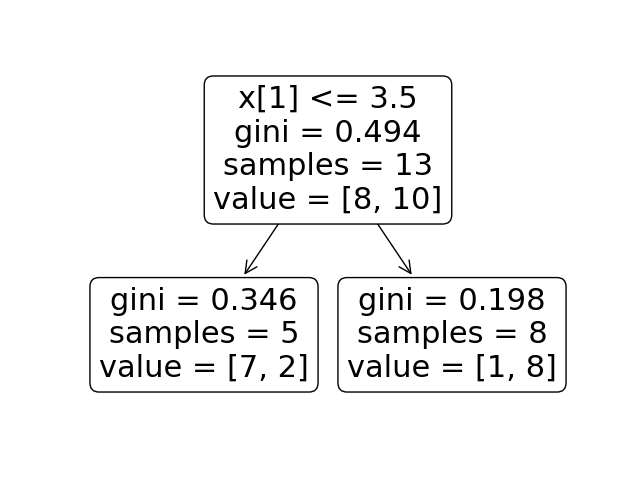 x[1] <= 3.5
gini = 0.494
samples = 13
value = [8, 10]
gini = 0.346
samples = 5
value = [7, 2]
gini = 0.198
samples = 8
value = [1, 8]